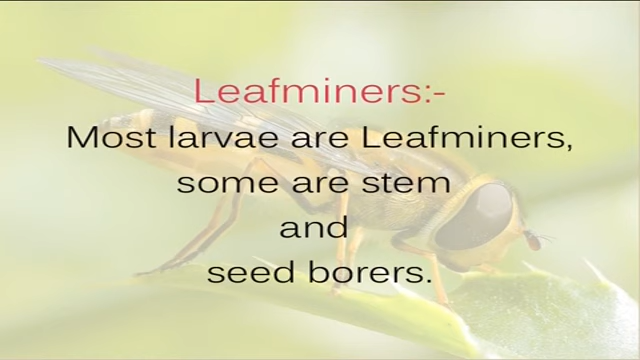 Leafminers:-
Most larvae are Leafminers,
some are stem
and
seed borers.